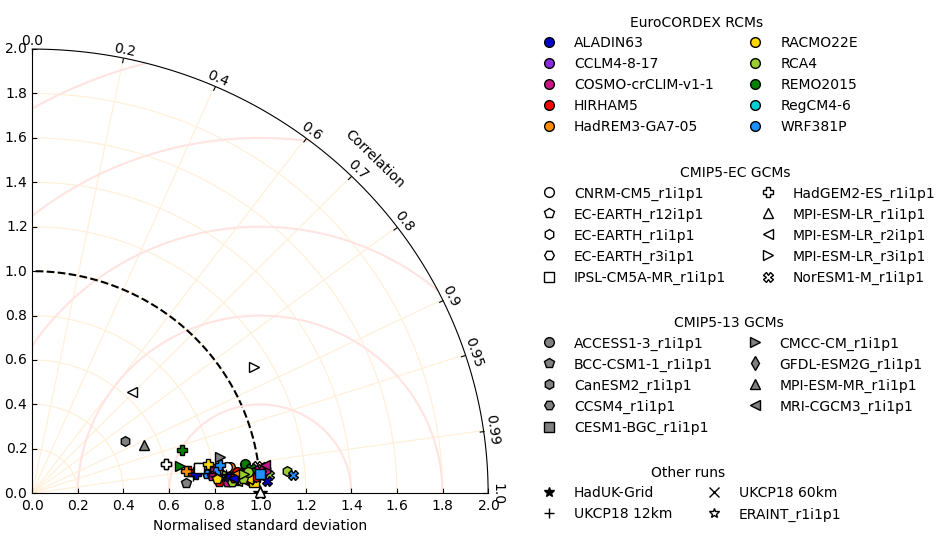 EuroCORDEX RCMs
ALADIN63 RACMO22E
CCLM4-8-17 RCA4
COSMO-crCLIM-v1-1 REMO2015
HIRHAM5 RegCM4-6
HadREM3-GA7-05 WRF381P
CMIP5-EC GCMs
CNRM-CM5_r1i1p1 HadGEM2-ES_r1i1p1
EC-EARTH_r12i1p1 MPI-ESM-LR_r1i1p1
EC-EARTH_r1i1p1 MPI-ESM-LR_r2i1p1
EC-EARTH_r3i1p1 MPI-ESM-LR_r3i1p1
IPSL-CM5A-MR_r1i1p1 NorESM1-M_r1i1p1
CMIP5-13 GCMs
ACCESS1-3_r1i1p1 CMCC-CM_r1i1p1
BCC-CSM1-1_r1i1p1 GFDL-ESM2G_r1i1p1
CanESM2_r1i1p1 MPI-ESM-MR_r1i1p1
CCSM4_r1i1p1 MRI-CGCM3_r1i1p1
CESM1-BGC_r1i1p1
Other runs
HadUK-Grid UKCP18 60km
UKCP18 12km ERAINT_r1i1p1
0.0
0.2
0.4
0.6
0.7
0.8
0.9
0.95
0.99
1.0
Correlation
2.0
1.8
1.6
1.4
1.2
1.0
0.8
0.6
0.4
0.2
0.0
0.0 0.2 0.4 0.6 0.8 1.0 1.2 1.4 1.6 1.8 2.0
Normalised standard deviation